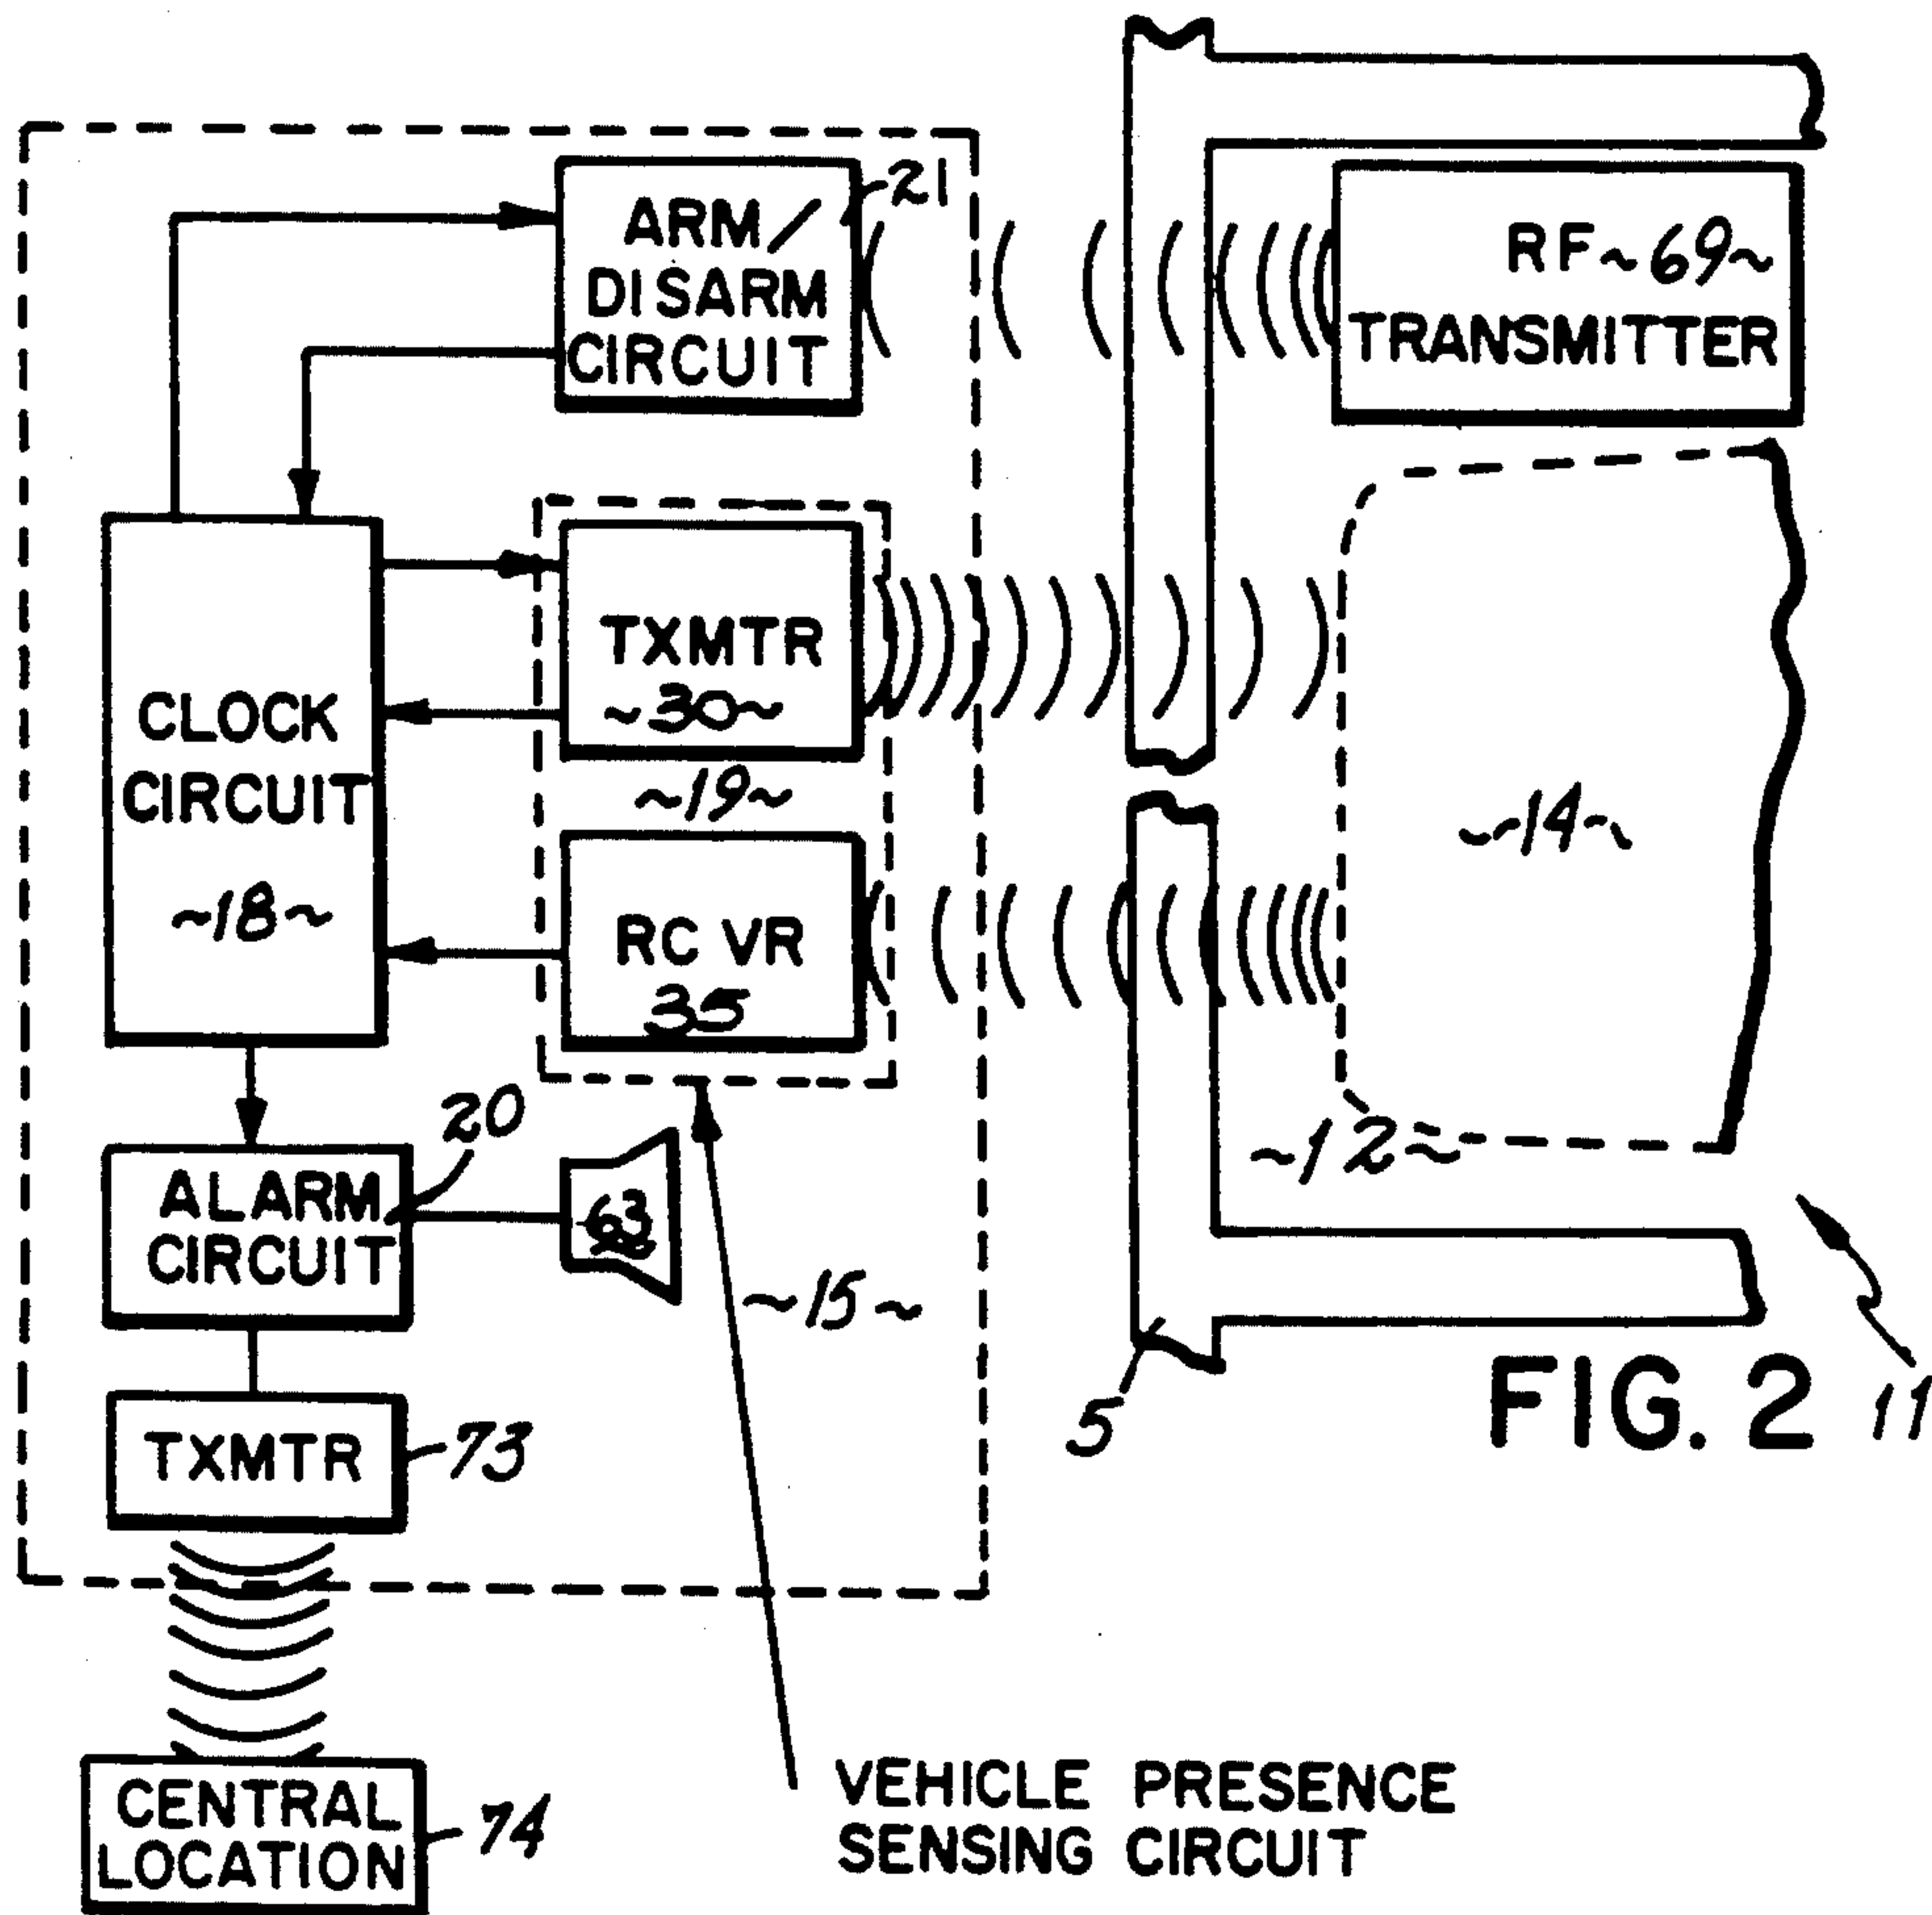 ARM/
DISARM
CIRCUIT
21
RF ~69~
TRANSMITTER
TXMTR
~30~
~19~
CLOCK
CIRCUIT
~18~
RC VR
35
~14~
~12~
20
ALARM
CIRCUIT
63
~15~
TXMTR
73
5
FIG. 2
11
CENTRAL
LOCATION
74
VEHICLE PRESENCE
SENSING CIRCUIT